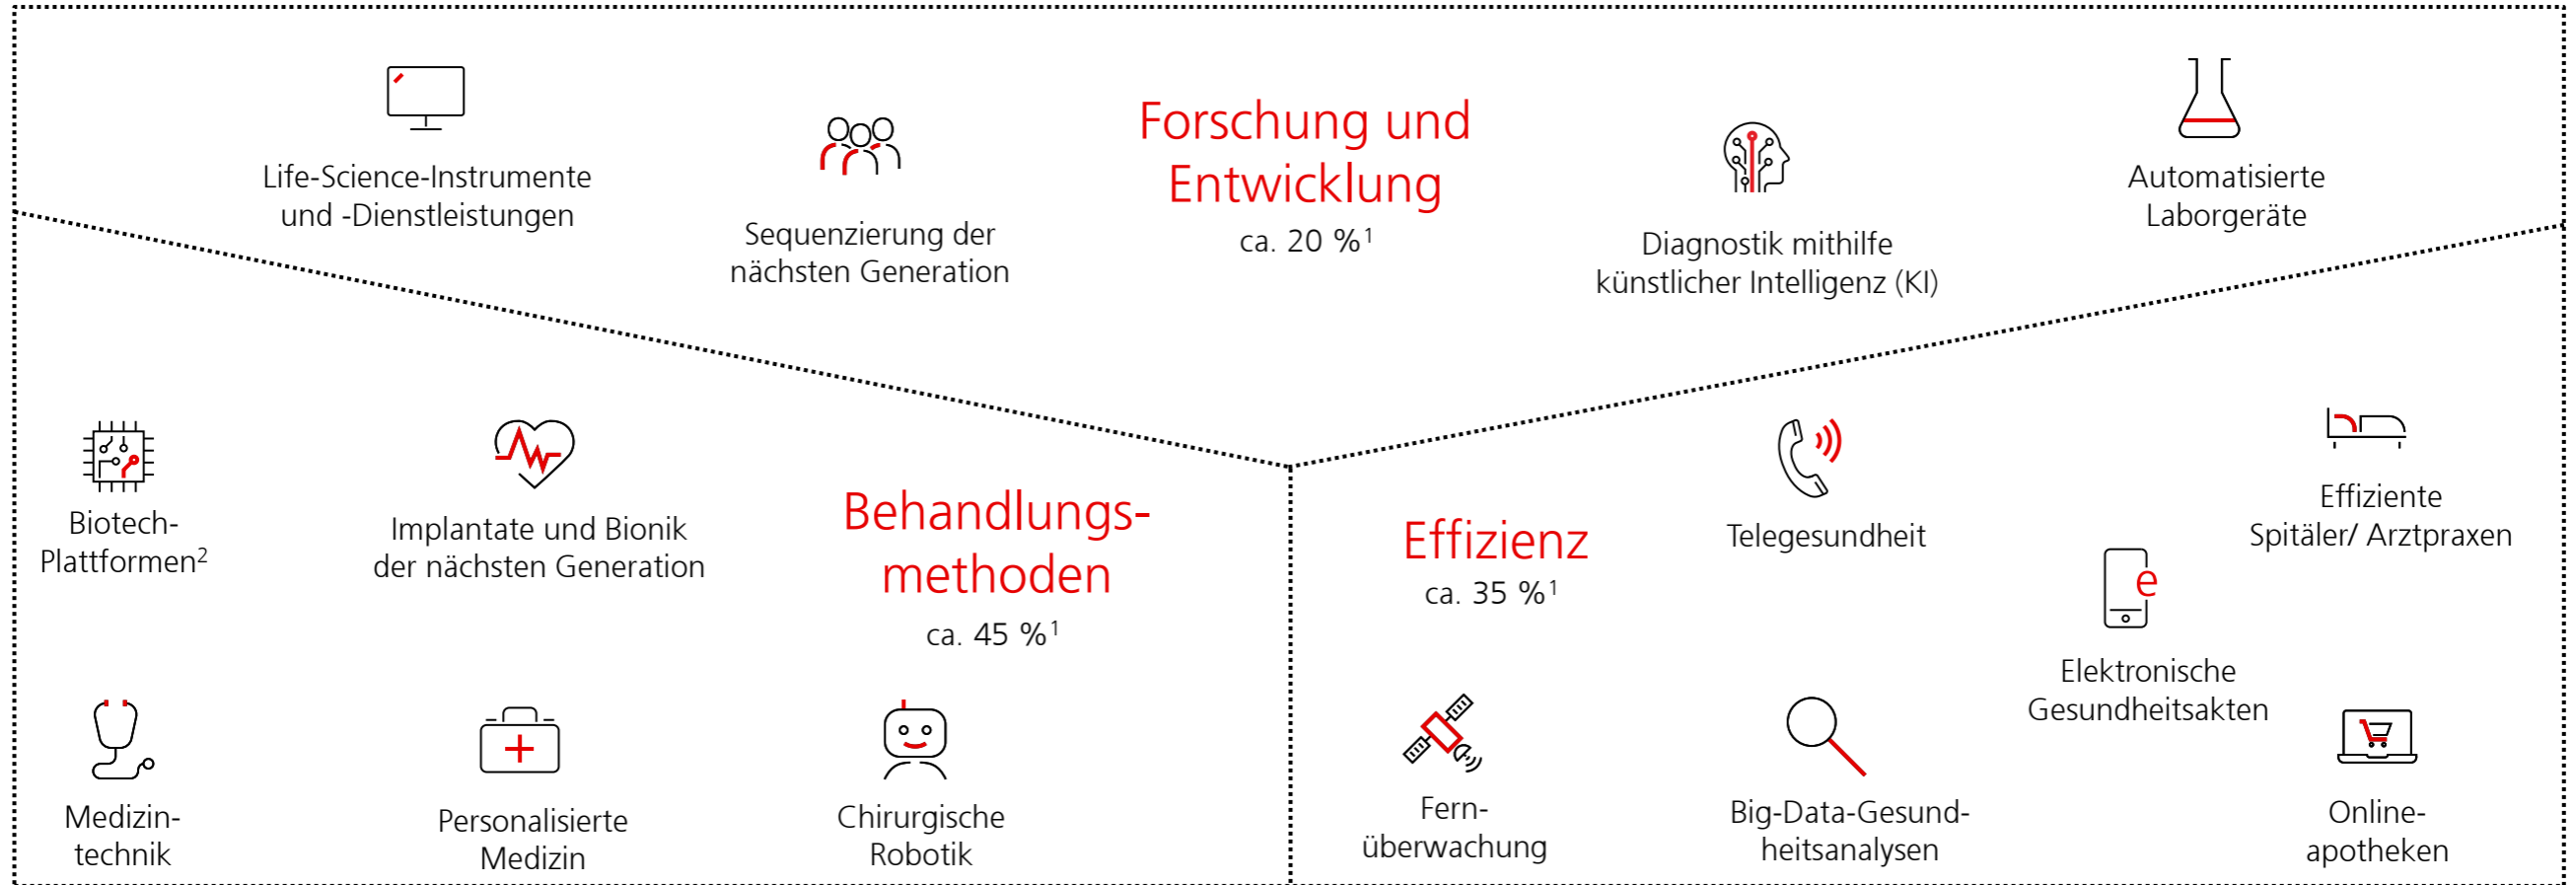 Life-Science-Instrumente
und -Dienstleistungen
Sequenzierung der
nächsten Generation
Forschung und
Entwicklung
ca. 20 %¹
Diagnostik mithilfe
künstlicher Intelligenz (KI)
Automatisierte
Laborgeräte
Biotech-
Plattformen²
Implantate und Bionik
der nächsten Generation
Behandlungs-
methoden
ca. 45 %¹
Medizin-
technik
Personalisierte
Medizin
Chirurgische
Robotik
Effizienz
ca. 35 %¹
Telegesundheit
Effiziente
Spitäler/ Arztpraxen
e
Elektronische
Gesundheitsakten
Fern-
überwachung
Big-Data-Gesund-
heitsanalysen
Online-
apotheken